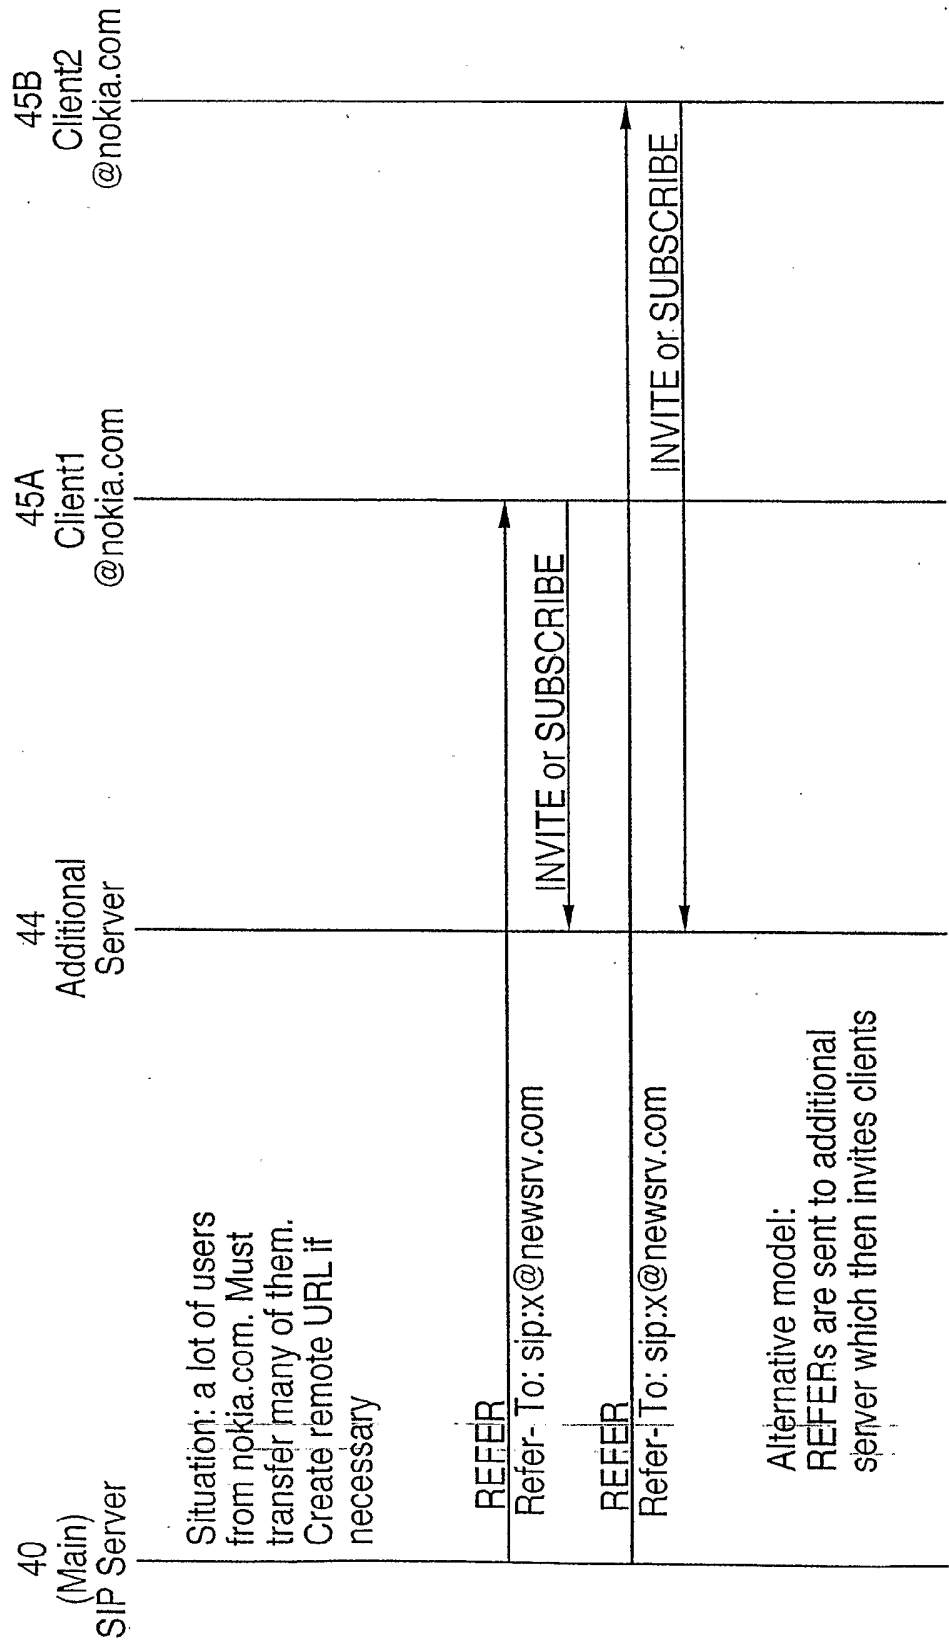 40
(Main)
SIP Server
44
Additional
Server
45A
Client1
@nokia.com
45B
Client2
@nokia.com
Situation: a lot of users
from nokia.com. Must
transfer many of them.
Create remote URL if
necessary
REFER
Refer- To: sip:x@newsrv.com
INVITE or SUBSCRIBE
REFER
Refer- To: sip:x@newsrv.com
INVITE or SUBSCRIBE
Alternative model:
REFERs are sent to additional
server which then invites clients